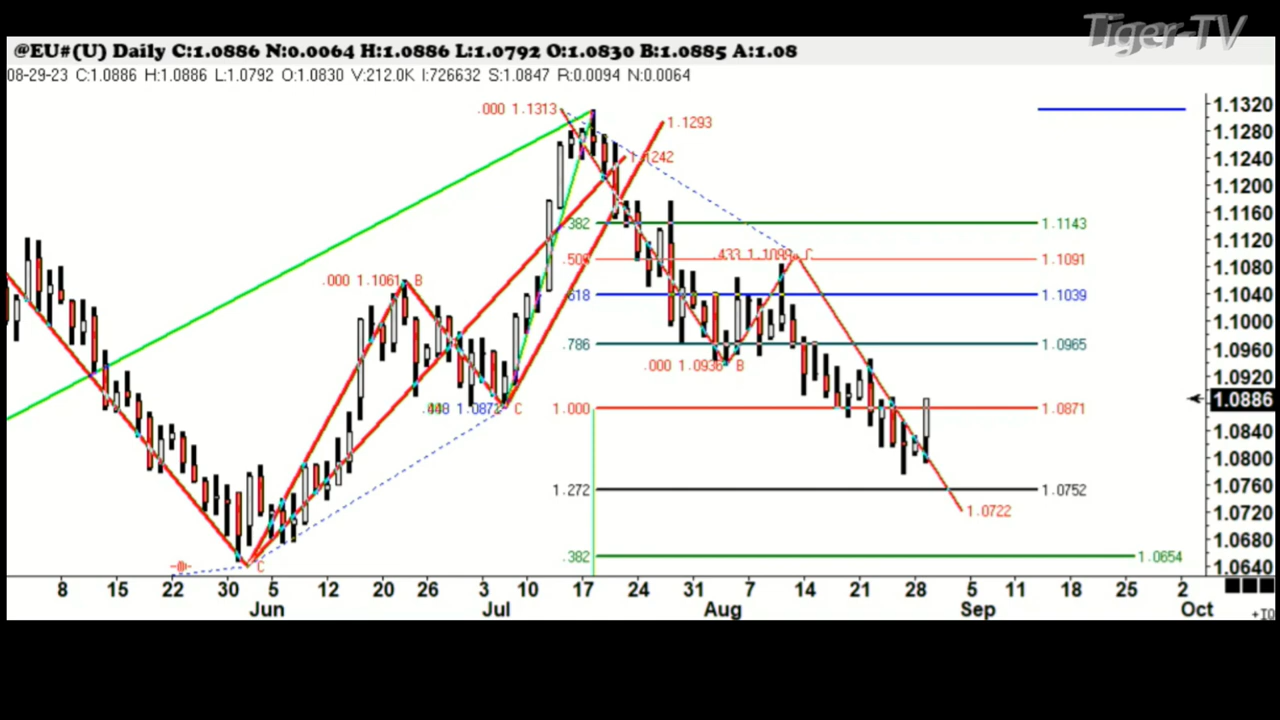 Tiger-TV
@EU#(U) Daily C:1.0886 N:0.0064 H:1.0886 L:1.0792 O:1.0830 B:1.0885 A:1.08
08-29-23 C:1.0886 H:1.0886 L:1.0792 O:1.0830 V:212.0K I:726632 S:1.0847 R:0.0094 N:0.0064
.000 1.1313
1.1293
1.1242
.382 1.1143
.433 1.1099 C
.500 1.1091
.000 1.1061 B
.618 1.1039
.786 1.0965
.000 1.0936 B
1.0872 C
1.000 1.0871
1.272 1.0752
1.0722
.382 1.0654
C
1.1320
1.1280
1.1240
1.1200
1.1160
1.1120
1.1080
1.1040
1.1000
1.0960
1.0920
1.0886
1.0840
1.0800
1.0760
1.0720
1.0680
1.0640
8 15 22 30 5 12 20 26 3 10 17 24 31 7 14 21 28 5 11 18 25 2
Jun Jul Aug Sep Oct